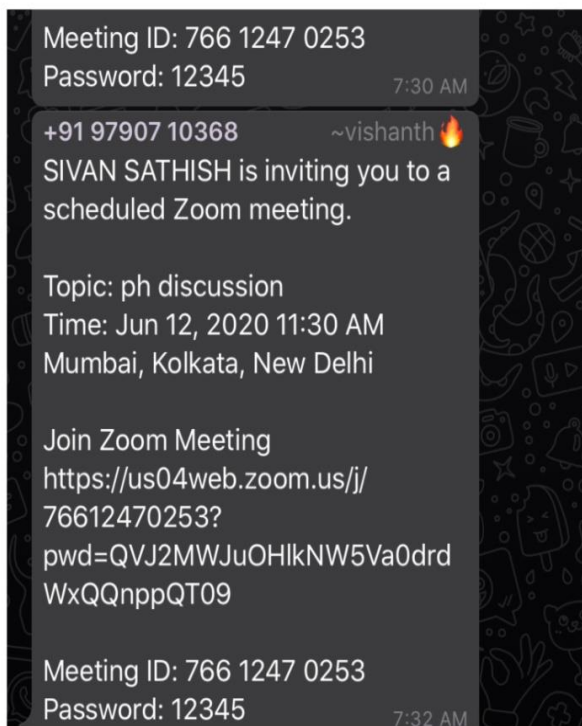 Meeting ID: 766 1247 0253
Password: 12345
7:30 AM
+91 97907 10368 ~vishanth🔥
SIVAN SATHISH is inviting you to a
scheduled Zoom meeting.
Topic: ph discussion
Time: Jun 12, 2020 11:30 AM
Mumbai, Kolkata, New Delhi
Join Zoom Meeting
https://us04web.zoom.us/j/
76612470253?
pwd=QVJ2MWJuOHlkNW5Va0drd
WxQQnppQT09
Meeting ID: 766 1247 0253
Password: 12345
7:32 AM